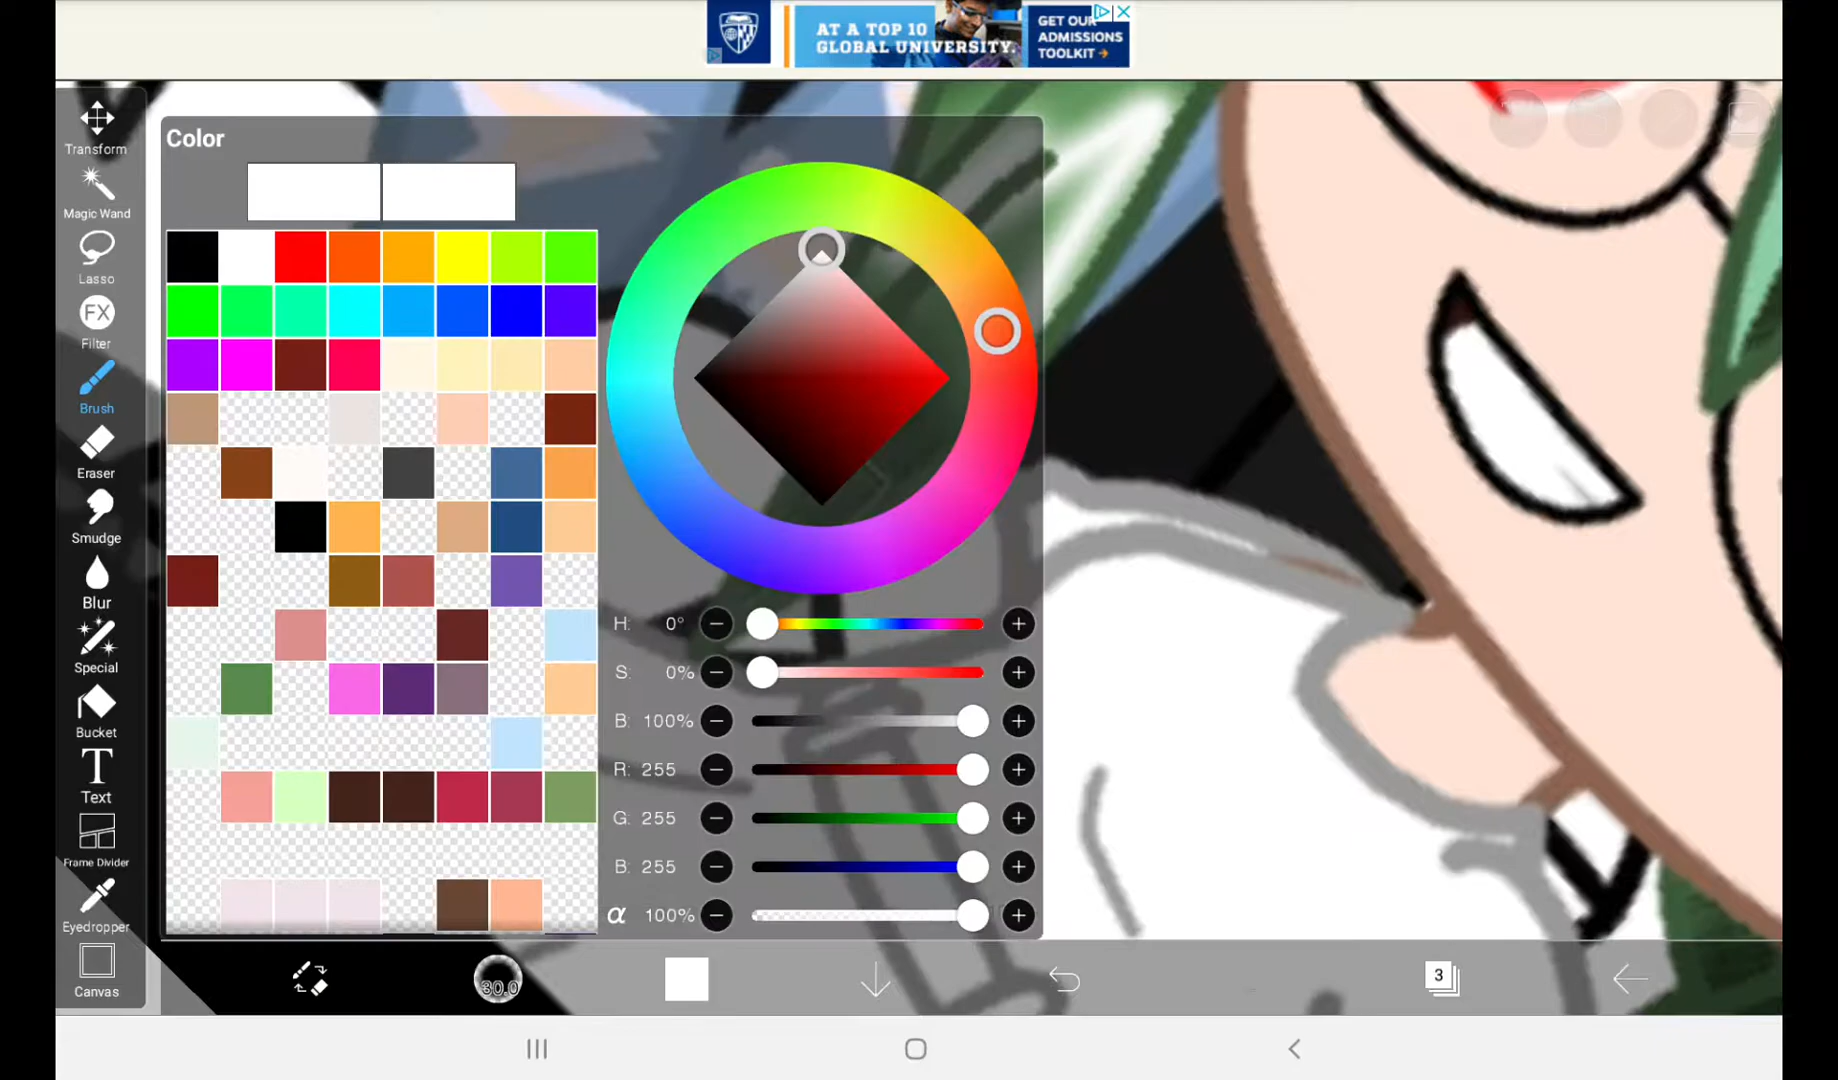 AT A TOP 10
GLOBAL UNIVERSITY.
GET OUR
ADMISSIONS
TOOLKIT
Transform
Magic Wand
Lasso
FX
Filter
Brush
Eraser
Smudge
Blur
Special
Bucket
T
Text
Frame Divider
Eyedropper
Canvas
Color
H: 0°
S: 0%
B: 100%
R: 255
G: 255
B: 255
α 100%
30.0
3